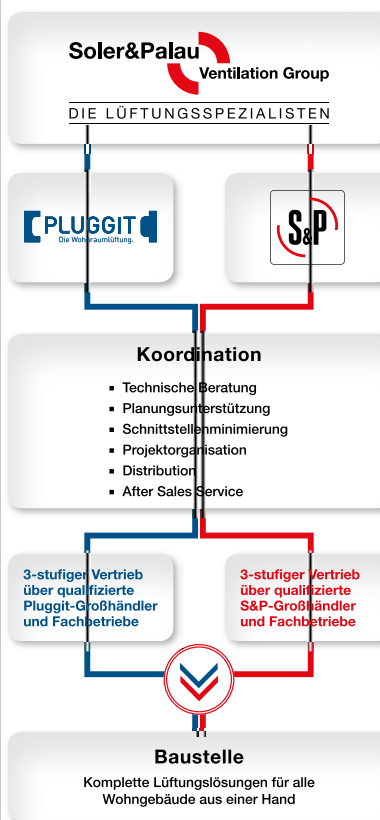 Soler&Palau
Ventilation Group
DIE LÜFTUNGSSPEZIALISTEN
PLUGGIT
Die Wohnraumlüftung.
S&P
Koordination
▪ Technische Beratung
▪ Planungsunterstützung
▪ Schnittstellenminimierung
▪ Projektorganisation
▪ Distribution
▪ After Sales Service
3-stufiger Vertrieb
über qualifizierte
Pluggit-Großhändler
und Fachbetriebe
3-stufiger Vertrieb
über qualifizierte
S&P-Großhändler
und Fachbetriebe
Baustelle
Komplette Lüftungslösungen für alle
Wohngebäude aus einer Hand